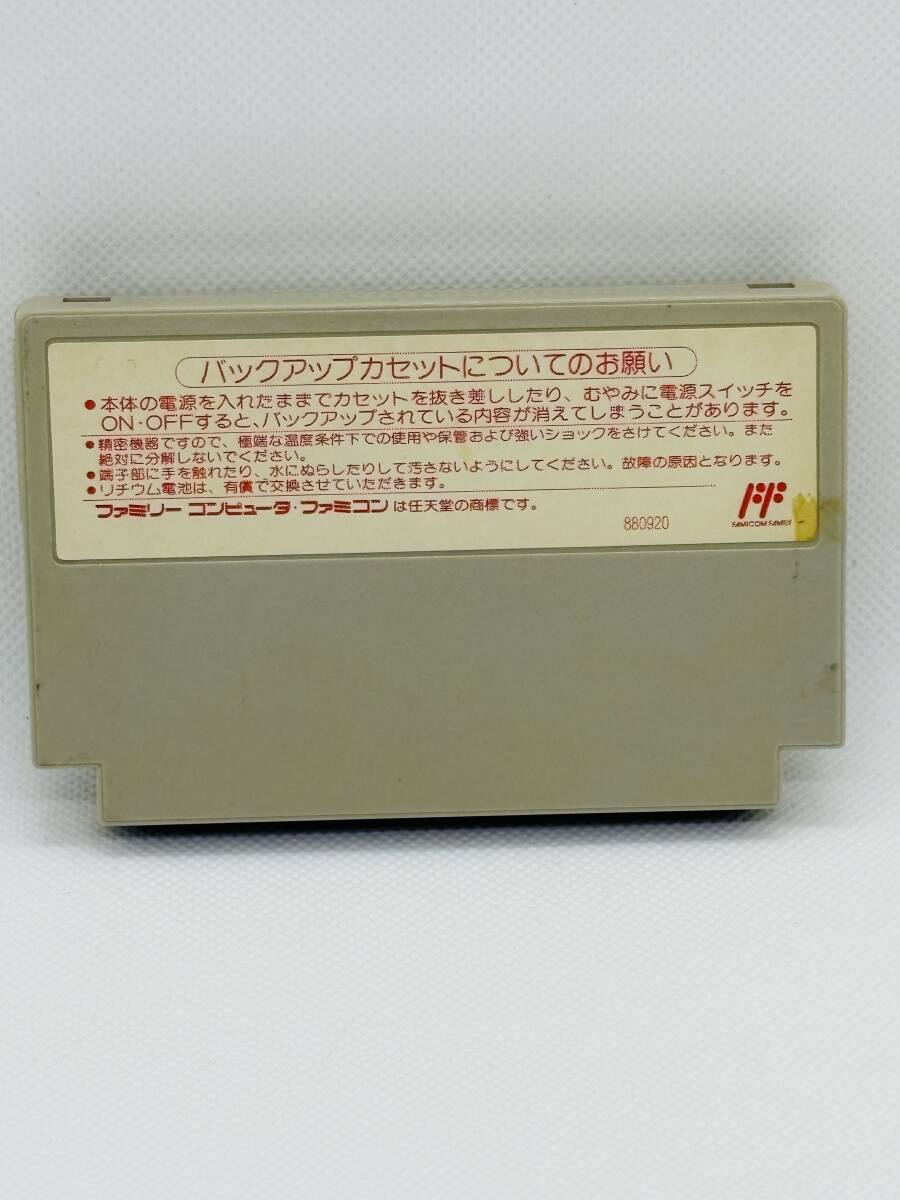 バックアップカセットについてのお願い
●本体の電源を入れたままでカセットを抜き差ししたり、むやみに電源スイッチを
ON・OFFすると、バックアップされている内容が消えてしまうことがあります。
●精密機器ですので、極端な温度条件下での使用や保管および強いショックをさけてください。また
絶対に分解しないでください。
●端子部に手を触れたり、水にぬらしたりして汚さないようにしてください。故障の原因となります。
●リチウム電池は、有償で交換させていただきます。
ファミリーコンピュータ・ファミコンは任天堂の商標です。
880920
FAMICOM FAMILY